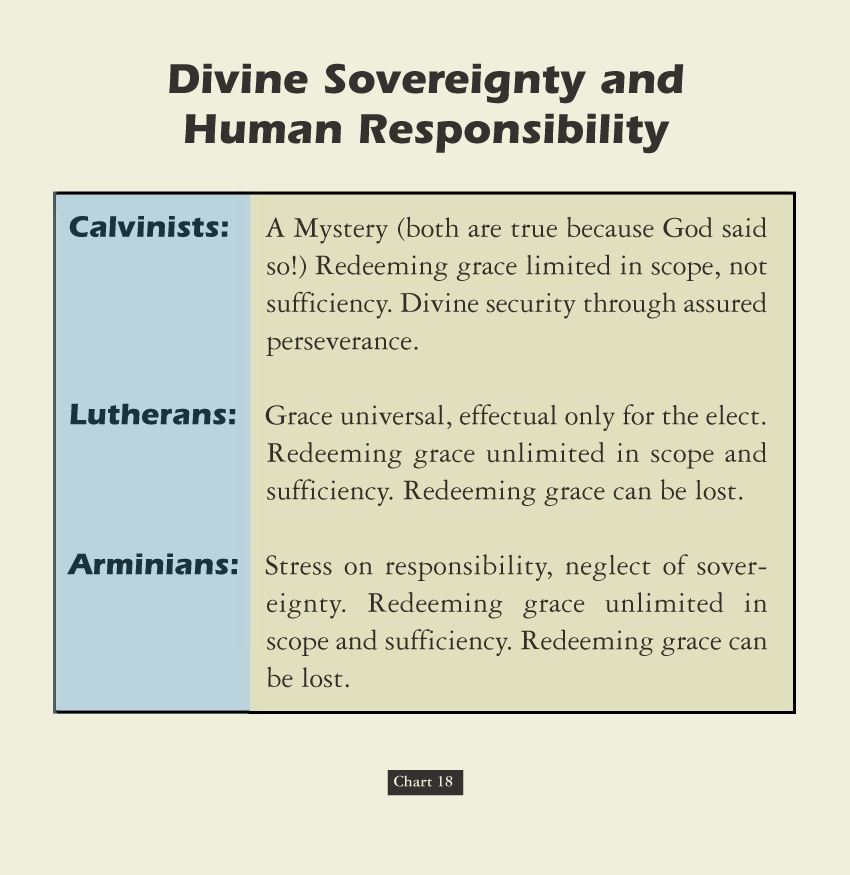 Divine Sovereignty and
Human Responsibility
Calvinists:
A Mystery (both are true because God said
so!) Redeeming grace limited in scope, not
sufficiency. Divine security through assured
perseverance.
Lutherans:
Grace universal, effectual only for the elect.
Redeeming grace unlimited in scope and
sufficiency. Redeeming grace can be lost.
Arminians:
Stress on responsibility, neglect of sover-
eignty. Redeeming grace unlimited in
scope and sufficiency. Redeeming grace can
be lost.
Chart 18